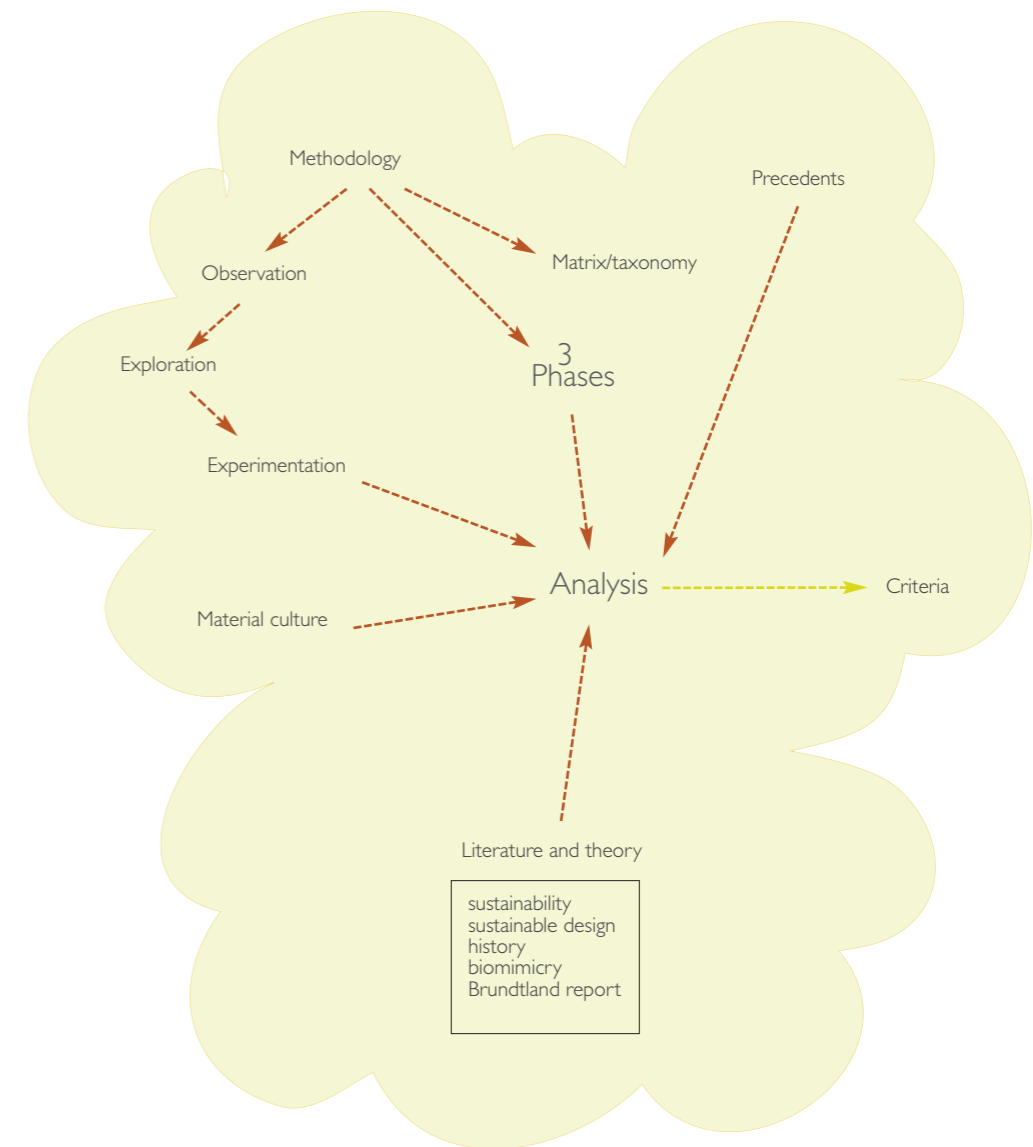 Methodology
Precedents
Matrix/taxonomy
Observation
3
Phases
Exploration
Experimentation
Analysis
Criteria
Material culture
Literature and theory
sustainability
sustainable design
history
biomimicry
Brundtland report